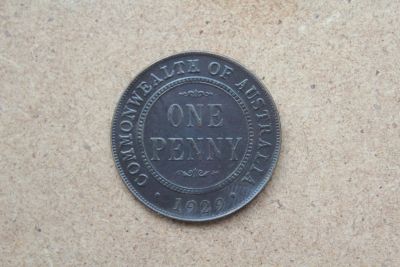 COMMONWEALTH OF AUSTRALIA
ONE
PENNY
1929